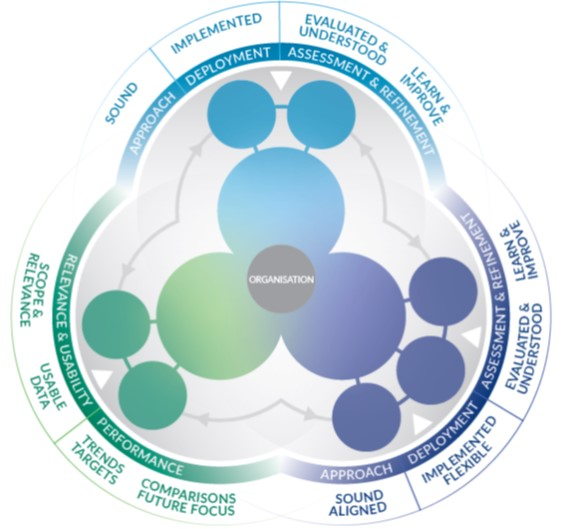 SOUND
IMPLEMENTED
EVALUATED &
UNDERSTOOD
LEARN &
IMPROVE
APPROACH
DEPLOYMENT
ASSESSMENT & REFINEMENT
ORGANISATION
ASSESSMENT & REFINEMENT
LEARN &
IMPROVE
EVALUATED &
UNDERSTOOD
DEPLOYMENT
IMPLEMENTED
FLEXIBLE
APPROACH
SOUND
ALIGNED
RELEVANCE & USABILITY
SCOPE &
RELEVANCE
USABLE
DATA
PERFORMANCE
TRENDS
TARGETS
COMPARISONS
FUTURE FOCUS